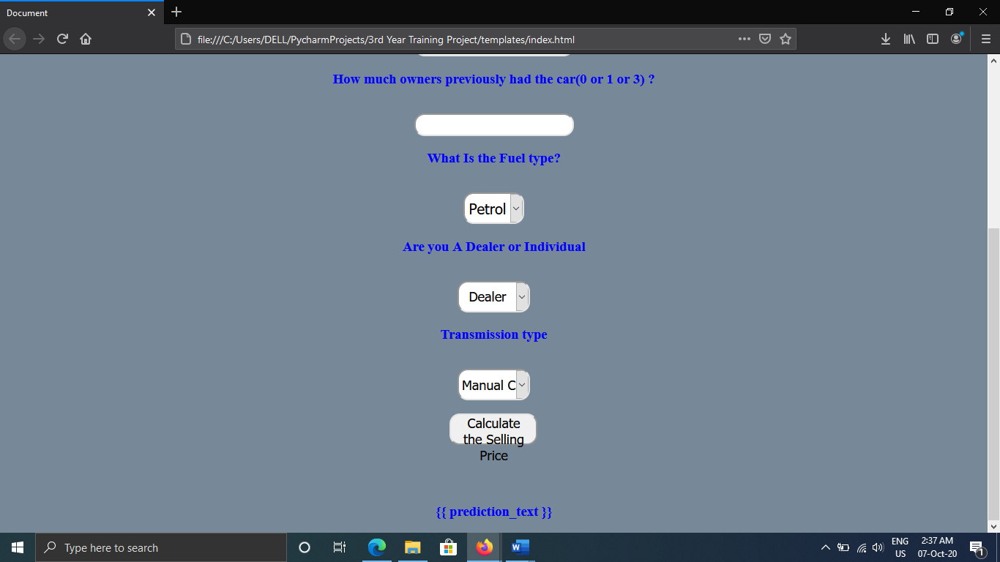 Document
file:///C:/Users/DELL/PycharmProjects/3rd Year Training Project/templates/index.html
How much owners previously had the car(0 or 1 or 3) ?
What Is the Fuel type?
Petrol
Are you A Dealer or Individual
Dealer
Transmission type
Manual C
Calculate
the Selling
Price
{{ prediction_text }}
Type here to search
ENG
US
2:37 AM
07-Oct-20
1